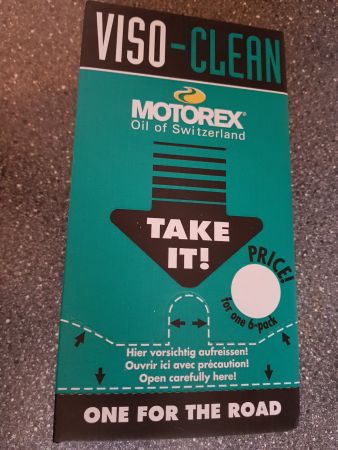 VISO-CLEAN
MOTOREX
Oil of Switzerland
TAKE
IT!
PRICE!
for one 6-pack
Hier vorsichtig aufreissen!
Ouvrir ici avec précaution!
Open carefully here!
ONE FOR THE ROAD